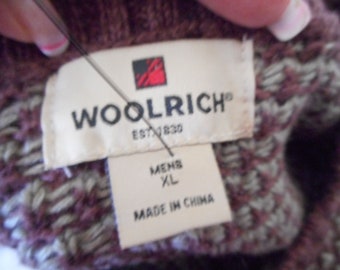 WOOLRICH®
EST. 1830
MENS
XL
MADE IN CHINA